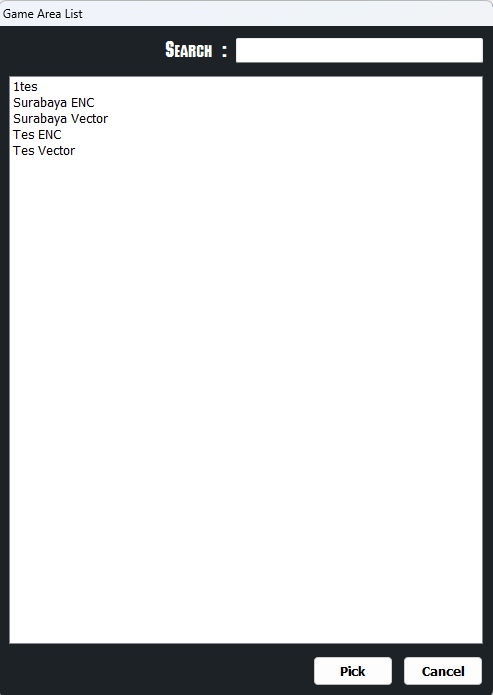 Game Area List
Search :
1tes
Surabaya ENC
Surabaya Vector
Tes ENC
Tes Vector
Pick Cancel